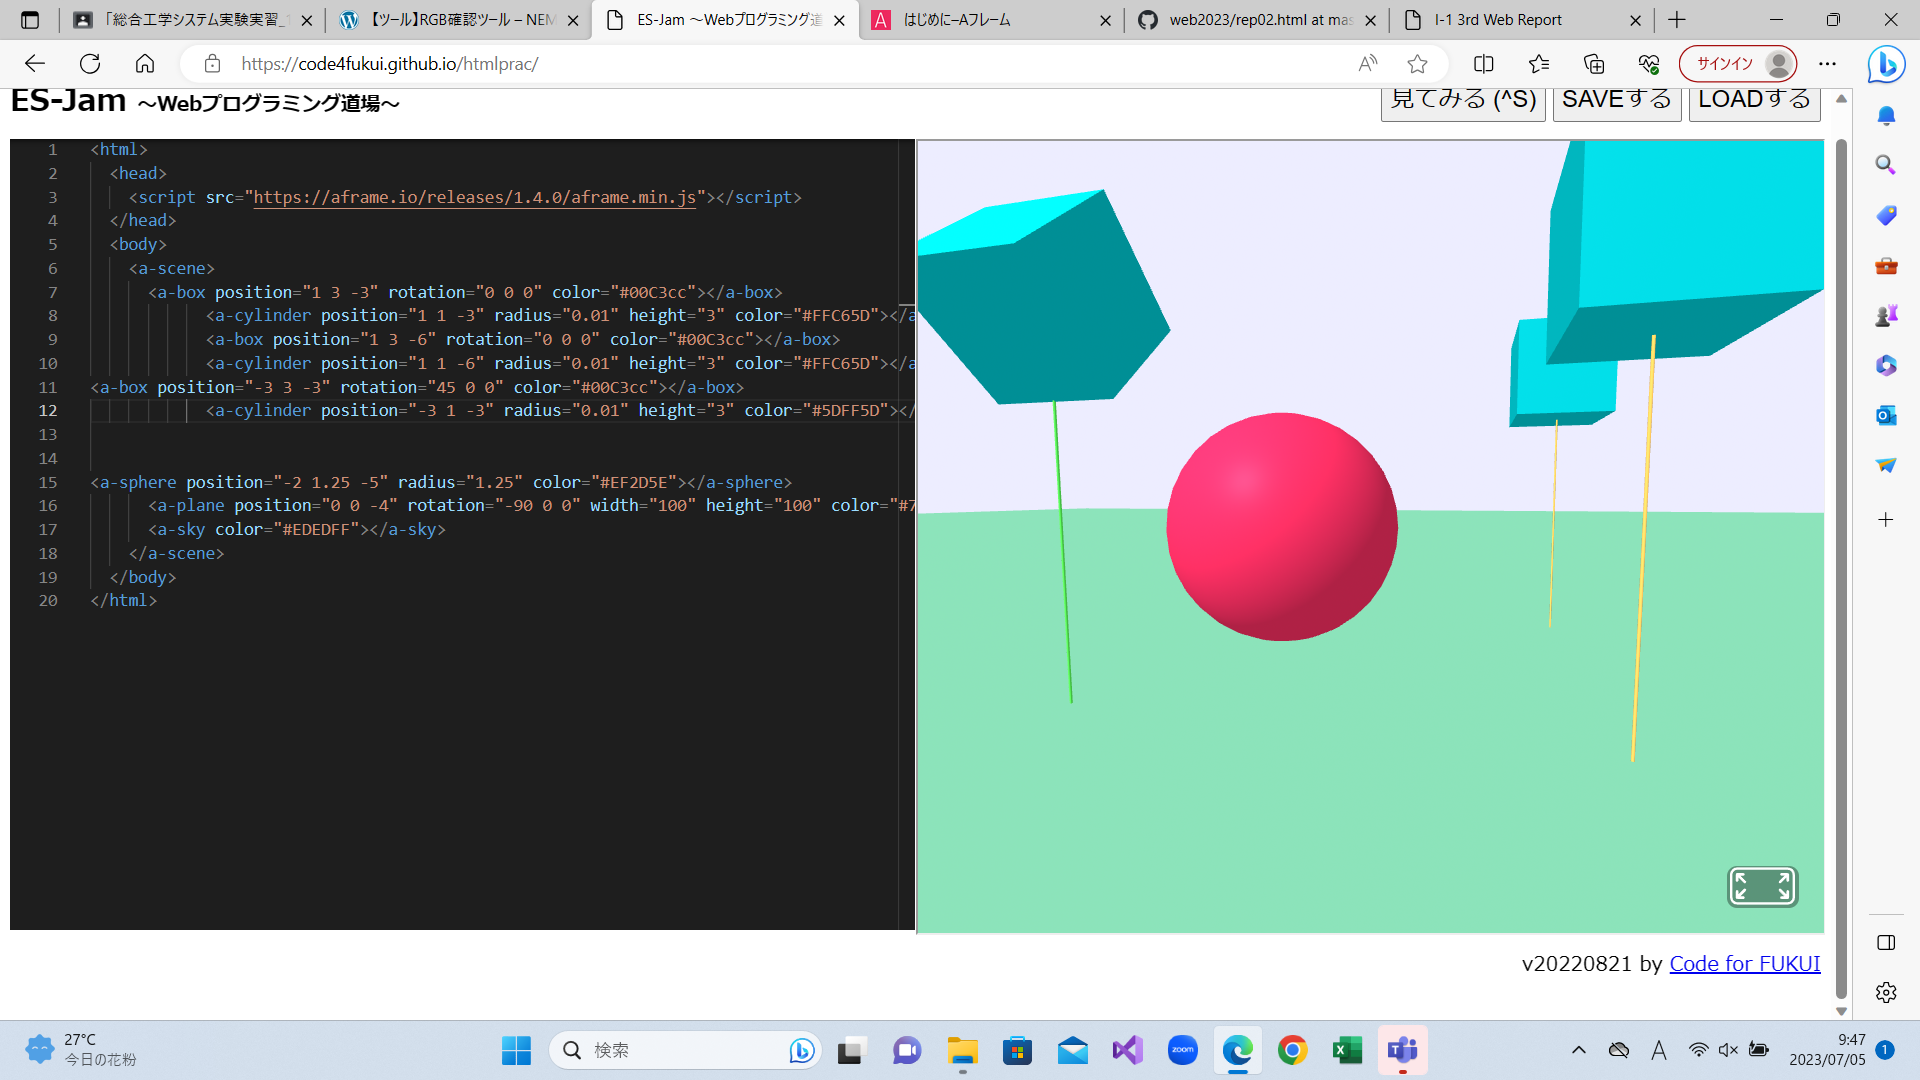 「総合工学システム実験実習_1
【ツール】RGB確認ツール – NEM
ES-Jam ～Webプログラミング道
はじめに–Aフレーム
web2023/rep02.html at mas
I-1 3rd Web Report
https://code4fukui.github.io/htmlprac/
サインイン
ES-Jam ～Webプログラミング道場～
見てみる (^S)
SAVEする
LOADする
1 <html>
2 <head>
3 <script src="https://aframe.io/releases/1.4.0/aframe.min.js"></script>
4 </head>
5 <body>
6 <a-scene>
7 <a-box position="1 3 -3" rotation="0 0 0" color="#00C3cc"></a-box>
8 <a-cylinder position="1 1 -3" radius="0.01" height="3" color="#FFC65D"></a
9 <a-box position="1 3 -6" rotation="0 0 0" color="#00C3cc"></a-box>
10 <a-cylinder position="1 1 -6" radius="0.01" height="3" color="#FFC65D"></a
11 <a-box position="-3 3 -3" rotation="45 0 0" color="#00C3cc"></a-box>
12 <a-cylinder position="-3 1 -3" radius="0.01" height="3" color="#5DFF5D"></
13
14
15 <a-sphere position="-2 1.25 -5" radius="1.25" color="#EF2D5E"></a-sphere>
16 <a-plane position="0 0 -4" rotation="-90 0 0" width="100" height="100" color="#7
17 <a-sky color="#EDEDFF"></a-sky>
18 </a-scene>
19 </body>
20 </html>
v20220821 by Code for FUKUI
27°C
今日の花粉
検索
zoom
A
9:47
2023/07/05
1